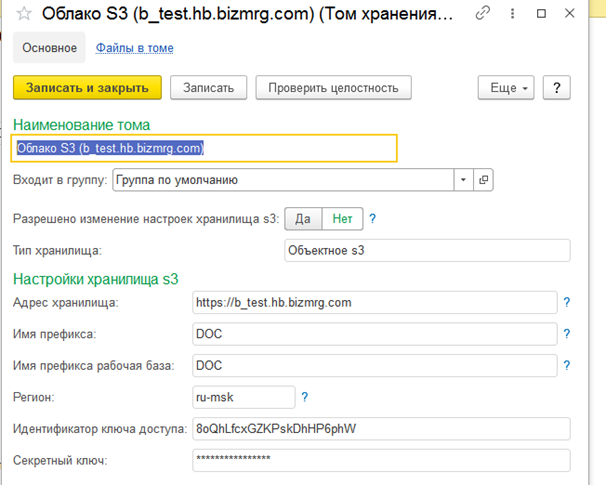 Облако S3 (b_test.hb.bizmrg.com) (Том хранения...
Основное Файлы в томе
Записать и закрыть Записать Проверить целостность Еще ?
Наименование тома
Облако S3 (b_test.hb.bizmrg.com)
Входит в группу: Группа по умолчанию
Разрешено изменение настроек хранилища s3: Да Нет ?
Тип хранилища: Объектное s3
Настройки хранилища s3
Адрес хранилища: https://b_test.hb.bizmrg.com ?
Имя префикса: DOC ?
Имя префикса рабочая база: DOC ?
Регион: ru-msk ?
Идентификатор ключа доступа: 8oQhLfcxGZKPskDhHP6phW
Секретный ключ: ****************